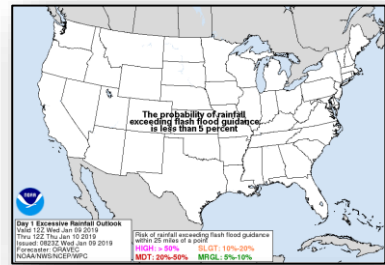 The probability of rainfall
exceeding flash flood guidance
is less than 5 percent
NOAA
Day 1 Excessive Rainfall Outlook
Valid 12Z Wed Jan 09 2019
Thru 12Z Thu Jan 10 2019
Issued: 0823Z Wed Jan 09 2019
Forecaster: ORAVEC
NOAA/NWS/NCEP/WPC
Risk of rainfall exceeding flash flood guidance
within 25 miles of a point
HIGH: > 50% SLGT: 10%-20%
MDT: 20%-50% MRGL: 5%-10%